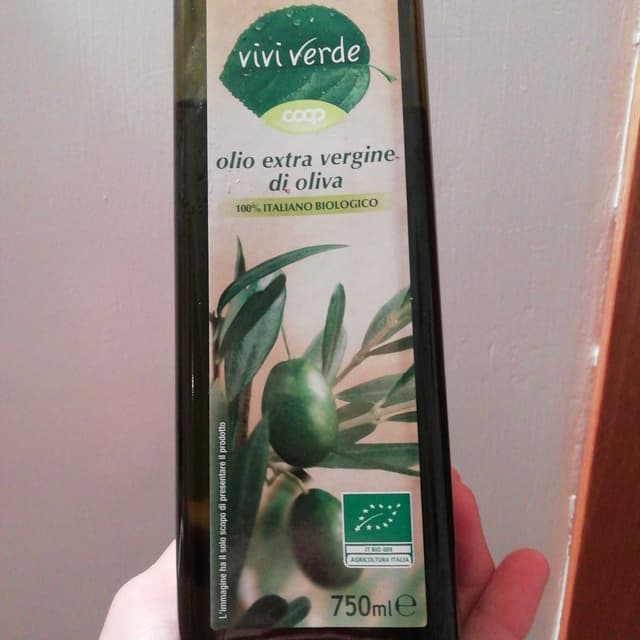 vivi verde
coop
olio extra vergine
di oliva
100% ITALIANO BIOLOGICO
L'immagine ha il solo scopo di presentare il prodotto
IT BIO 009
AGRICOLTURA ITALIA
750ml e